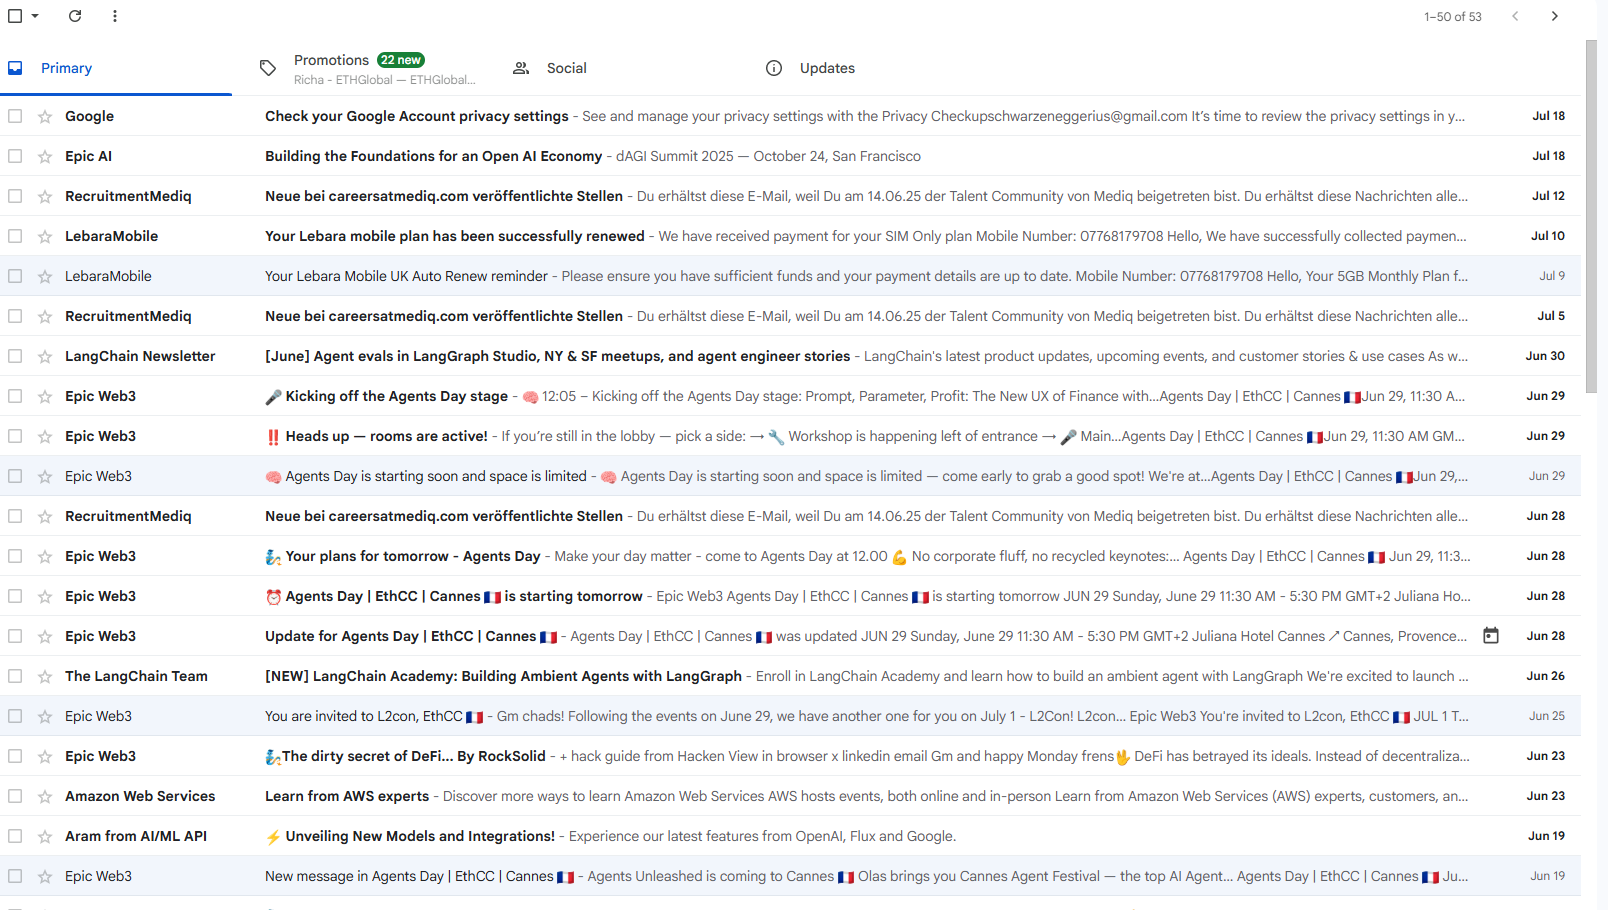 1–50 of 53
Primary
Promotions 22 new
Richa - ETHGlobal — ETHGlobal...
Social
Updates
Google Check your Google Account privacy settings - See and manage your privacy settings with the Privacy Checkupschwarzeneggerius@gmail.com It's time to review the privacy settings in y... Jul 18
Epic AI Building the Foundations for an Open AI Economy - dAGI Summit 2025 — October 24, San Francisco Jul 18
RecruitmentMediq Neue bei careersatmediq.com veröffentlichte Stellen - Du erhältst diese E-Mail, weil Du am 14.06.25 der Talent Community von Mediq beigetreten bist. Du erhältst diese Nachrichten alle... Jul 12
LebaraMobile Your Lebara mobile plan has been successfully renewed - We have received payment for your SIM Only plan Mobile Number: 07768179708 Hello, We have successfully collected paymen... Jul 10
LebaraMobile Your Lebara Mobile UK Auto Renew reminder - Please ensure you have sufficient funds and your payment details are up to date. Mobile Number: 07768179708 Hello, Your 5GB Monthly Plan f... Jul 9
RecruitmentMediq Neue bei careersatmediq.com veröffentlichte Stellen - Du erhältst diese E-Mail, weil Du am 14.06.25 der Talent Community von Mediq beigetreten bist. Du erhältst diese Nachrichten alle... Jul 5
LangChain Newsletter [June] Agent evals in LangGraph Studio, NY & SF meetups, and agent engineer stories - LangChain's latest product updates, upcoming events, and customer stories & use cases As w... Jun 30
Epic Web3 🎤 Kicking off the Agents Day stage - 🧠 12:05 – Kicking off the Agents Day stage: Prompt, Parameter, Profit: The New UX of Finance with...Agents Day | EthCC | Cannes 🇫🇷Jun 29, 11:30 A... Jun 29
Epic Web3 ‼️ Heads up — rooms are active! - If you're still in the lobby — pick a side: → 🔧 Workshop is happening left of entrance → 🎤 Main...Agents Day | EthCC | Cannes 🇫🇷Jun 29, 11:30 AM GM... Jun 29
Epic Web3 🧠 Agents Day is starting soon and space is limited - 🧠 Agents Day is starting soon and space is limited — come early to grab a good spot! We're at...Agents Day | EthCC | Cannes 🇫🇷Jun 29,... Jun 29
RecruitmentMediq Neue bei careersatmediq.com veröffentlichte Stellen - Du erhältst diese E-Mail, weil Du am 14.06.25 der Talent Community von Mediq beigetreten bist. Du erhältst diese Nachrichten alle... Jun 28
Epic Web3 🧞‍♂️ Your plans for tomorrow - Agents Day - Make your day matter - come to Agents Day at 12.00 💪 No corporate fluff, no recycled keynotes:... Agents Day | EthCC | Cannes 🇫🇷 Jun 29, 11:3... Jun 28
Epic Web3 ⏰ Agents Day | EthCC | Cannes 🇫🇷 is starting tomorrow - Epic Web3 Agents Day | EthCC | Cannes 🇫🇷 is starting tomorrow JUN 29 Sunday, June 29 11:30 AM - 5:30 PM GMT+2 Juliana Ho... Jun 28
Epic Web3 Update for Agents Day | EthCC | Cannes 🇫🇷 - Agents Day | EthCC | Cannes 🇫🇷 was updated JUN 29 Sunday, June 29 11:30 AM - 5:30 PM GMT+2 Juliana Hotel Cannes ↗ Cannes, Provence... Jun 28
The LangChain Team [NEW] LangChain Academy: Building Ambient Agents with LangGraph - Enroll in LangChain Academy and learn how to build an ambient agent with LangGraph We're excited to launch ... Jun 26
Epic Web3 You are invited to L2con, EthCC 🇫🇷 - Gm chads! Following the events on June 29, we have another one for you on July 1 - L2Con! L2con... Epic Web3 You're invited to L2con, EthCC 🇫🇷 JUL 1 T... Jun 25
Epic Web3 🧞‍♂️The dirty secret of DeFi... By RockSolid - + hack guide from Hacken View in browser x linkedin email Gm and happy Monday frens🖖 DeFi has betrayed its ideals. Instead of decentraliza... Jun 23
Amazon Web Services Learn from AWS experts - Discover more ways to learn Amazon Web Services AWS hosts events, both online and in-person Learn from Amazon Web Services (AWS) experts, customers, an... Jun 23
Aram from AI/ML API ⚡ Unveiling New Models and Integrations! - Experience our latest features from OpenAI, Flux and Google. Jun 19
Epic Web3 New message in Agents Day | EthCC | Cannes 🇫🇷 - Agents Unleashed is coming to Cannes 🇫🇷 Olas brings you Cannes Agent Festival — the top AI Agent... Agents Day | EthCC | Cannes 🇫🇷 Ju... Jun 19